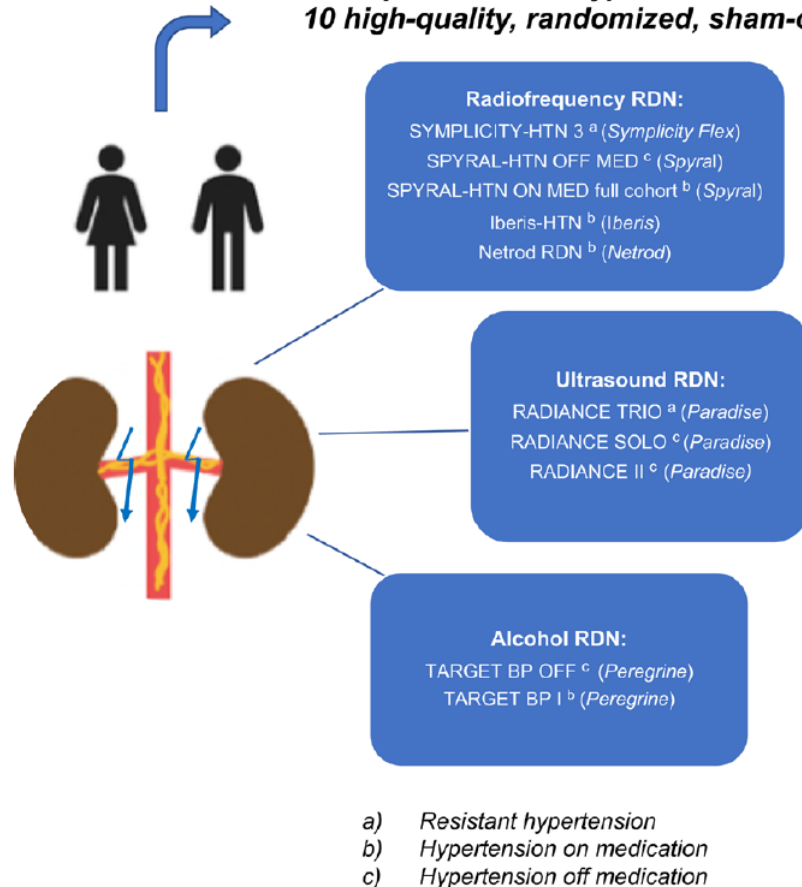 10 high-quality, randomized, sham-c
Radiofrequency RDN:
SYMPLICITY-HTN 3 a (Symplicity Flex)
SPYRAL-HTN OFF MED c (Spyral)
SPYRAL-HTN ON MED full cohort b (Spyral)
Iberis-HTN b (Iberis)
Netrod RDN b (Netrod)
Ultrasound RDN:
RADIANCE TRIO a (Paradise)
RADIANCE SOLO c (Paradise)
RADIANCE II c (Paradise)
Alcohol RDN:
TARGET BP OFF c (Peregrine)
TARGET BP I b (Peregrine)
a) Resistant hypertension
b) Hypertension on medication
c) Hypertension off medication